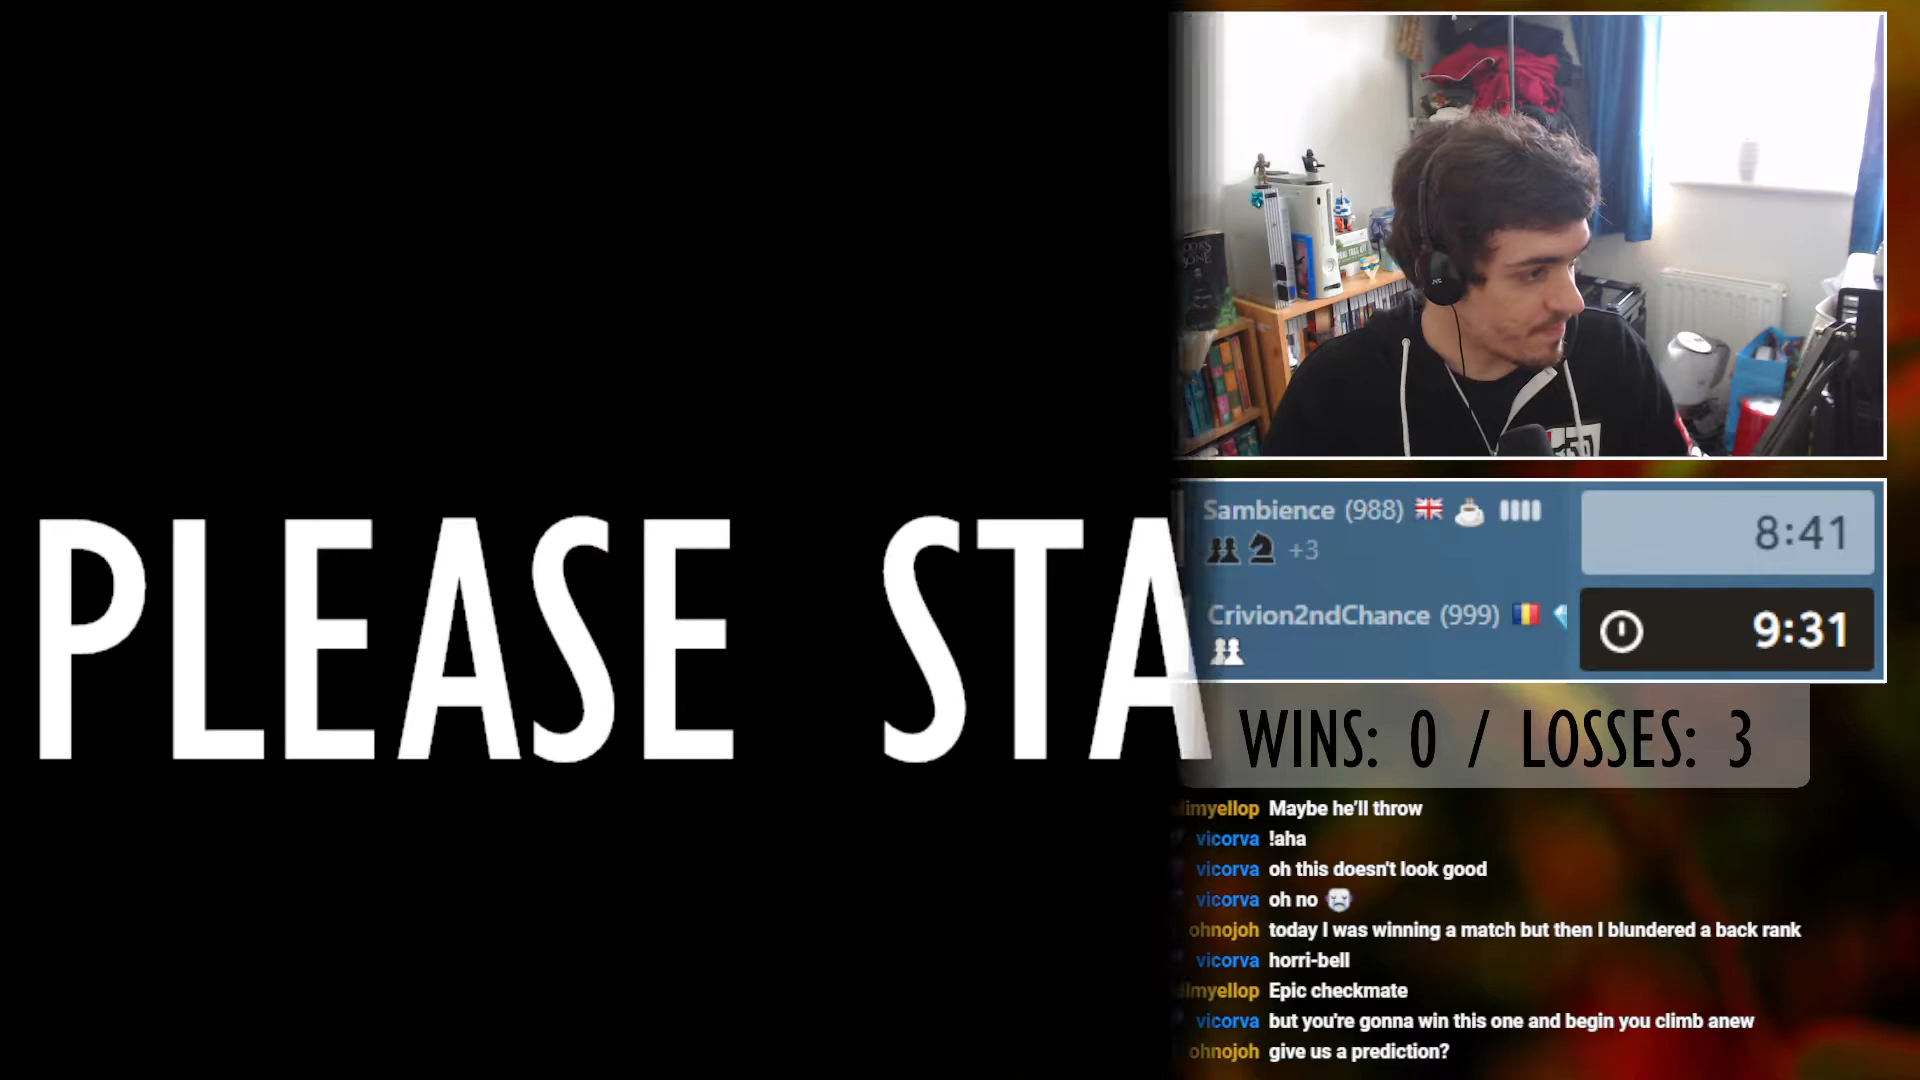 PLEASE STA
Sambience (988)
8:41
+3
Crivion2ndChance (999)
9:31
WINS: 0 / LOSSES: 3
imyellop Maybe he'll throw
vicorva !aha
vicorva oh this doesn't look good
vicorva oh no
ohnojoh today I was winning a match but then I blundered a back rank
vicorva horri-bell
imyellop Epic checkmate
vicorva but you're gonna win this one and begin you climb anew
ohnojoh give us a prediction?